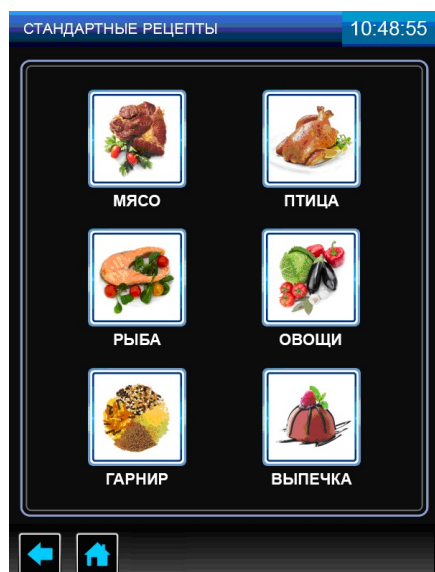 СТАНДАРТНЫЕ РЕЦЕПТЫ 10:48:55
МЯСО ПТИЦА
РЫБА ОВОЩИ
ГАРНИР ВЫПЕЧКА